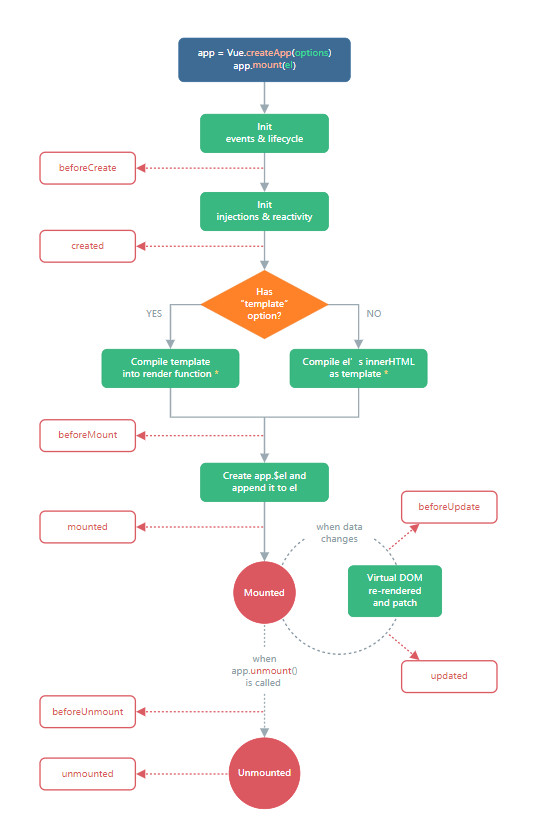 app = Vue.createApp(options)
app.mount(el)
Init
events & lifecycle
beforeCreate
Init
injections & reactivity
created
Has
“template”
option?
YES
NO
Compile template
into render function *
Compile el’s innerHTML
as template *
beforeMount
Create app.$el and
append it to el
mounted
when data
changes
beforeUpdate
Mounted
Virtual DOM
re-rendered
and patch
updated
when
app.unmount()
is called
beforeUnmount
unmounted
Unmounted